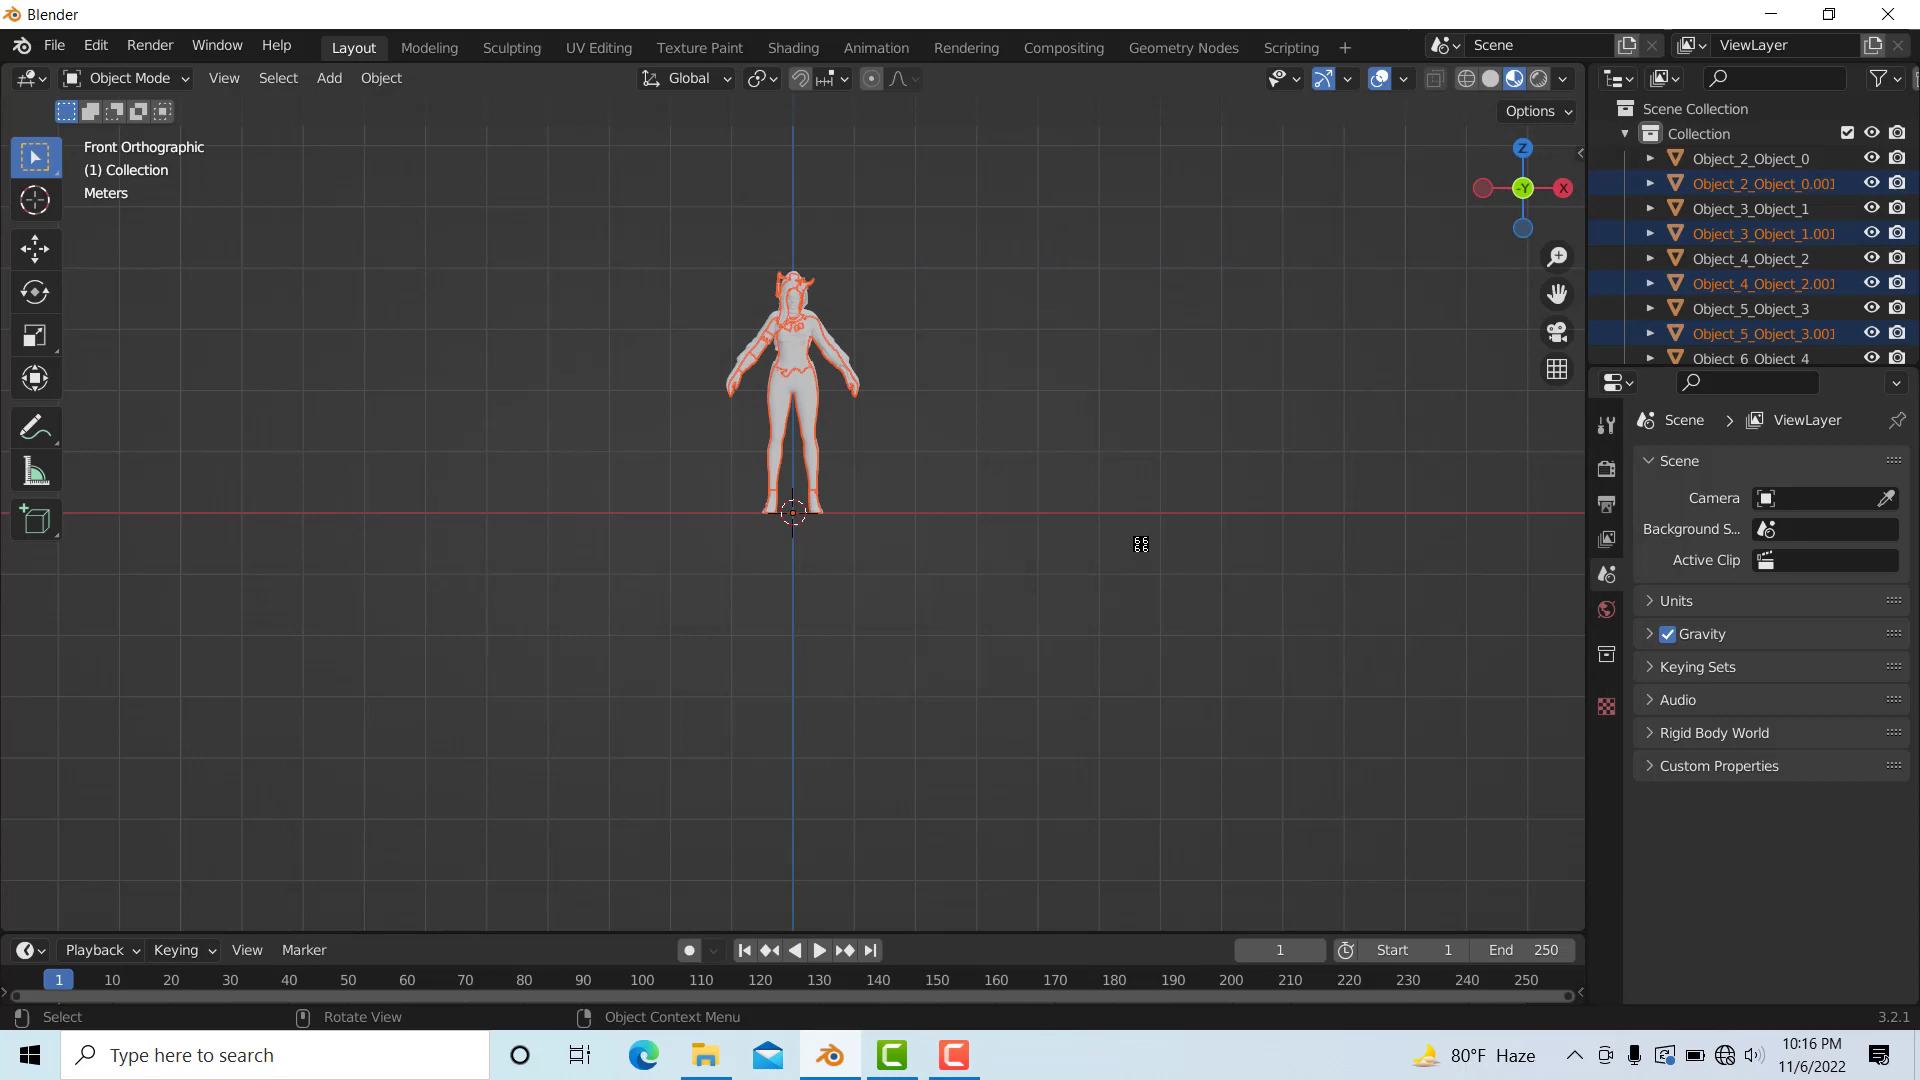 Blender
File Edit Render Window Help Layout Modeling Sculpting UV Editing Texture Paint Shading Animation Rendering Compositing Geometry Nodes Scripting + Scene ViewLayer
Object Mode View Select Add Object Global
Options
Front Orthographic
(1) Collection
Meters
Z
-Y X
Scene Collection
Collection
Object_2_Object_0
Object_2_Object_0.001
Object_3_Object_1
Object_3_Object_1.001
Object_4_Object_2
Object_4_Object_2.001
Object_5_Object_3
Object_5_Object_3.001
Object_6_Object_4
Scene > ViewLayer
Scene
Camera
Background S...
Active Clip
Units
Gravity
Keying Sets
Audio
Rigid Body World
Custom Properties
66
66
Playback Keying View Marker 1 Start 1 End 250
1 10 20 30 40 50 60 70 80 90 100 110 120 130 140 150 160 170 180 190 200 210 220 230 240 250
Select Rotate View Object Context Menu 3.2.1
Type here to search
80°F Haze
10:16 PM
11/6/2022